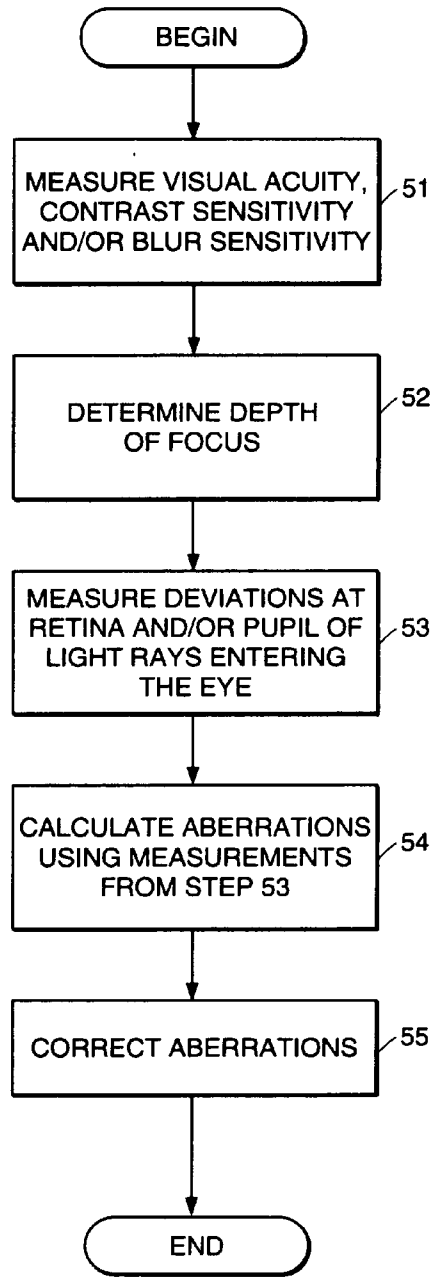 BEGIN
MEASURE VISUAL ACUITY,
CONTRAST SENSITIVITY
AND/OR BLUR SENSITIVITY
51
DETERMINE DEPTH
OF FOCUS
52
MEASURE DEVIATIONS AT
RETINA AND/OR PUPIL OF
LIGHT RAYS ENTERING
THE EYE
53
CALCULATE ABERRATIONS
USING MEASUREMENTS
FROM STEP 53
54
CORRECT ABERRATIONS
55
END